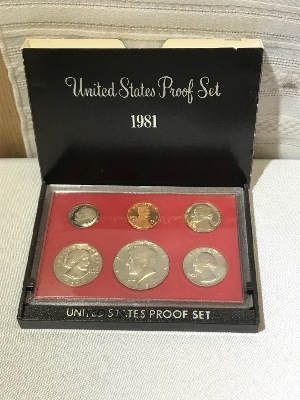 United States Proof Set
1981
UNITED STATES PROOF SET